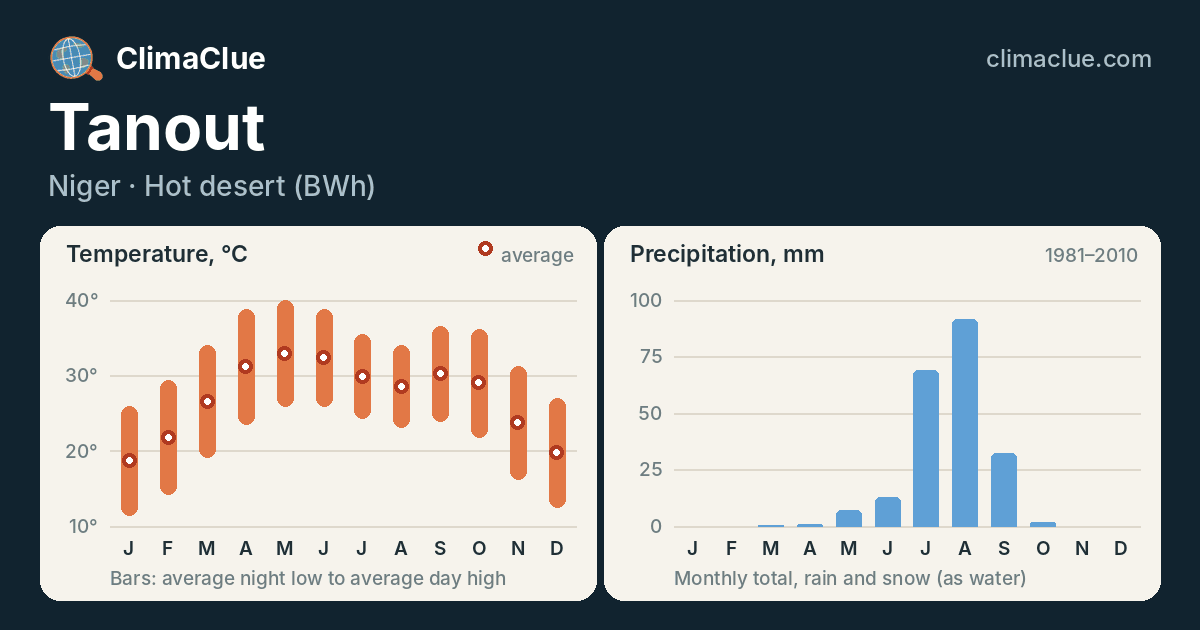 ClimaClue
climaclue.com
Tanout
Niger · Hot desert (BWh)
Temperature, °C
average
40°
30°
20°
10°
J F M A M J J A S O N D
Bars: average night low to average day high
Precipitation, mm
1981–2010
100
75
50
25
0
J F M A M J J A S O N D
Monthly total, rain and snow (as water)